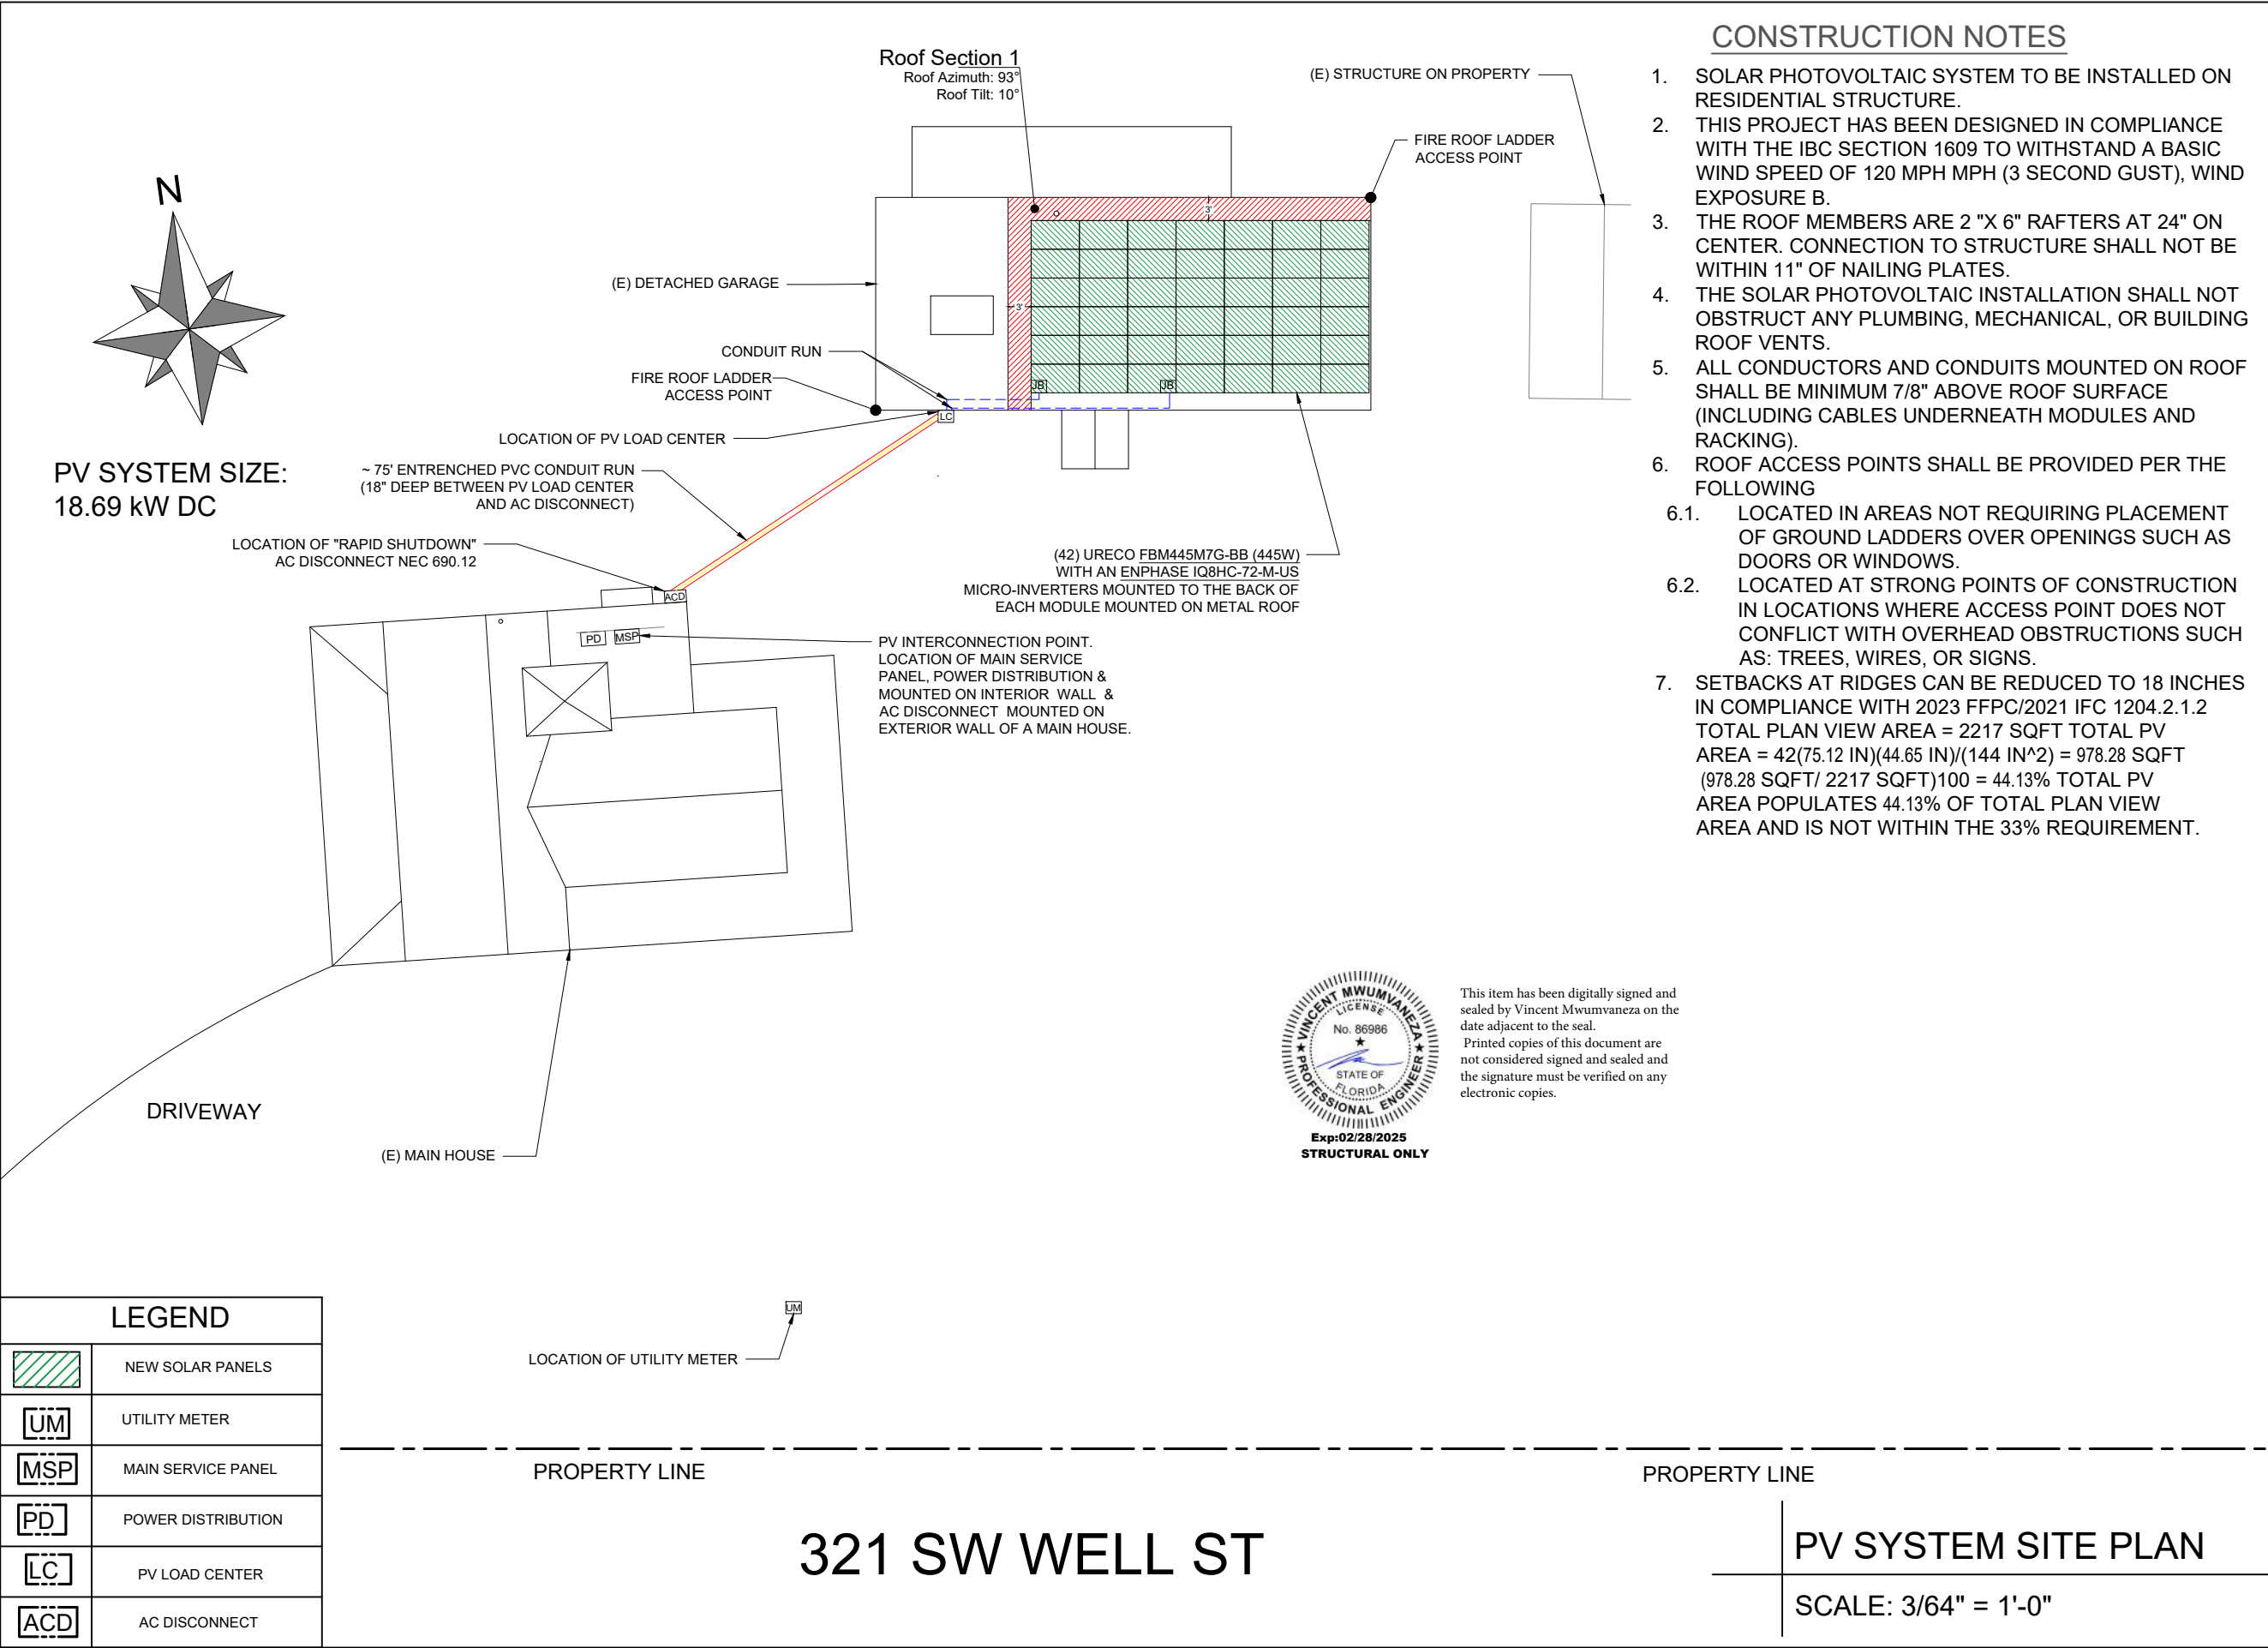 CONSTRUCTION NOTES
1. SOLAR PHOTOVOLTAIC SYSTEM TO BE INSTALLED ON
RESIDENTIAL STRUCTURE.
2. THIS PROJECT HAS BEEN DESIGNED IN COMPLIANCE
WITH THE IBC SECTION 1609 TO WITHSTAND A BASIC
WIND SPEED OF 120 MPH MPH (3 SECOND GUST), WIND
EXPOSURE B.
3. THE ROOF MEMBERS ARE 2 "X 6" RAFTERS AT 24" ON
CENTER. CONNECTION TO STRUCTURE SHALL NOT BE
WITHIN 11" OF NAILING PLATES.
4. THE SOLAR PHOTOVOLTAIC INSTALLATION SHALL NOT
OBSTRUCT ANY PLUMBING, MECHANICAL, OR BUILDING
ROOF VENTS.
5. ALL CONDUCTORS AND CONDUITS MOUNTED ON ROOF
SHALL BE MINIMUM 7/8" ABOVE ROOF SURFACE
(INCLUDING CABLES UNDERNEATH MODULES AND
RACKING).
6. ROOF ACCESS POINTS SHALL BE PROVIDED PER THE
FOLLOWING
6.1. LOCATED IN AREAS NOT REQUIRING PLACEMENT
OF GROUND LADDERS OVER OPENINGS SUCH AS
DOORS OR WINDOWS.
6.2. LOCATED AT STRONG POINTS OF CONSTRUCTION
IN LOCATIONS WHERE ACCESS POINT DOES NOT
CONFLICT WITH OVERHEAD OBSTRUCTIONS SUCH
AS: TREES, WIRES, OR SIGNS.
7. SETBACKS AT RIDGES CAN BE REDUCED TO 18 INCHES
IN COMPLIANCE WITH 2023 FFPC/2021 IFC 1204.2.1.2
TOTAL PLAN VIEW AREA = 2217 SQFT TOTAL PV
AREA = 42(75.12 IN)(44.65 IN)/(144 IN^2) = 978.28 SQFT
(978.28 SQFT/ 2217 SQFT)100 = 44.13% TOTAL PV
AREA POPULATES 44.13% OF TOTAL PLAN VIEW
AREA AND IS NOT WITHIN THE 33% REQUIREMENT.
Roof Section 1
Roof Azimuth: 93°
Roof Tilt: 10°
(E) STRUCTURE ON PROPERTY
FIRE ROOF LADDER
ACCESS POINT
N
3'
(E) DETACHED GARAGE
3'
CONDUIT RUN
FIRE ROOF LADDER
ACCESS POINT
JB
JB
LC
LOCATION OF PV LOAD CENTER
PV SYSTEM SIZE:
18.69 kW DC
~ 75' ENTRENCHED PVC CONDUIT RUN
(18" DEEP BETWEEN PV LOAD CENTER
AND AC DISCONNECT)
LOCATION OF "RAPID SHUTDOWN"
AC DISCONNECT NEC 690.12
(42) URECO FBM445M7G-BB (445W)
WITH AN ENPHASE IQ8HC-72-M-US
MICRO-INVERTERS MOUNTED TO THE BACK OF
EACH MODULE MOUNTED ON METAL ROOF
ACD
PD
MSP
PV INTERCONNECTION POINT.
LOCATION OF MAIN SERVICE
PANEL, POWER DISTRIBUTION &
MOUNTED ON INTERIOR WALL &
AC DISCONNECT MOUNTED ON
EXTERIOR WALL OF A MAIN HOUSE.
VINCENT MWUMVANEZA
LICENSE
No. 86986
STATE OF
FLORIDA
PROFESSIONAL ENGINEER
Exp:02/28/2025
STRUCTURAL ONLY
This item has been digitally signed and
sealed by Vincent Mwumvaneza on the
date adjacent to the seal.
Printed copies of this document are
not considered signed and sealed and
the signature must be verified on any
electronic copies.
DRIVEWAY
(E) MAIN HOUSE
UM
LOCATION OF UTILITY METER
LEGEND
NEW SOLAR PANELS
UM UTILITY METER
MSP MAIN SERVICE PANEL
PD POWER DISTRIBUTION
LC PV LOAD CENTER
ACD AC DISCONNECT
PROPERTY LINE
PROPERTY LINE
321 SW WELL ST
PV SYSTEM SITE PLAN
SCALE: 3/64" = 1'-0"